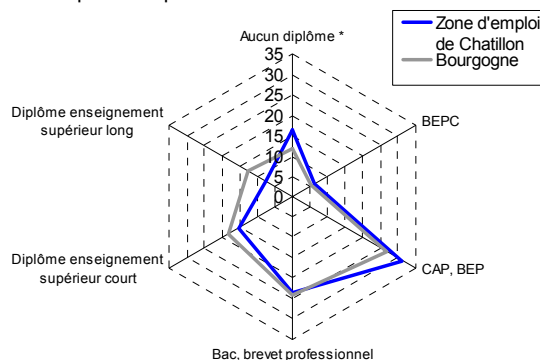 Zone d'emploi
de Chatillon
Bourgogne
Aucun diplôme *
35
30
25
20
15
10
5
0
BEPC
CAP, BEP
Bac, brevet professionnel
Diplôme enseignement
supérieur court
Diplôme enseignement
supérieur long